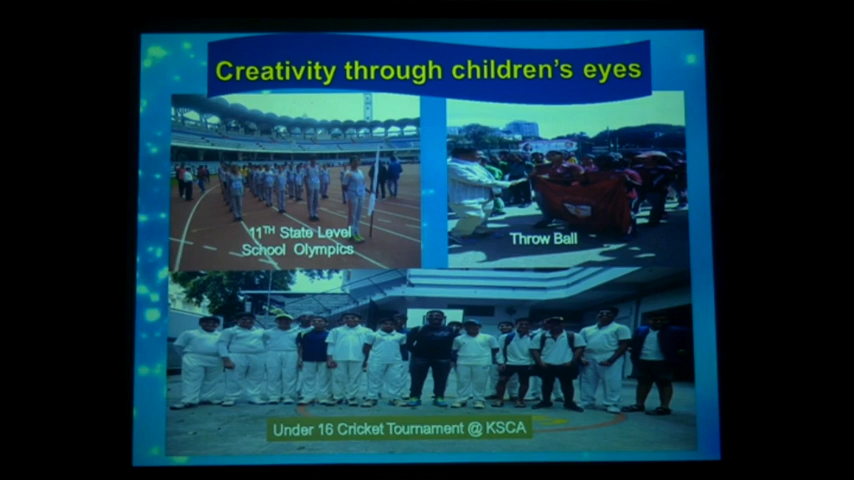 Creativity through children's eyes
11TH State Level
School Olympics
Throw Ball
Under 16 Cricket Tournament @ KSCA